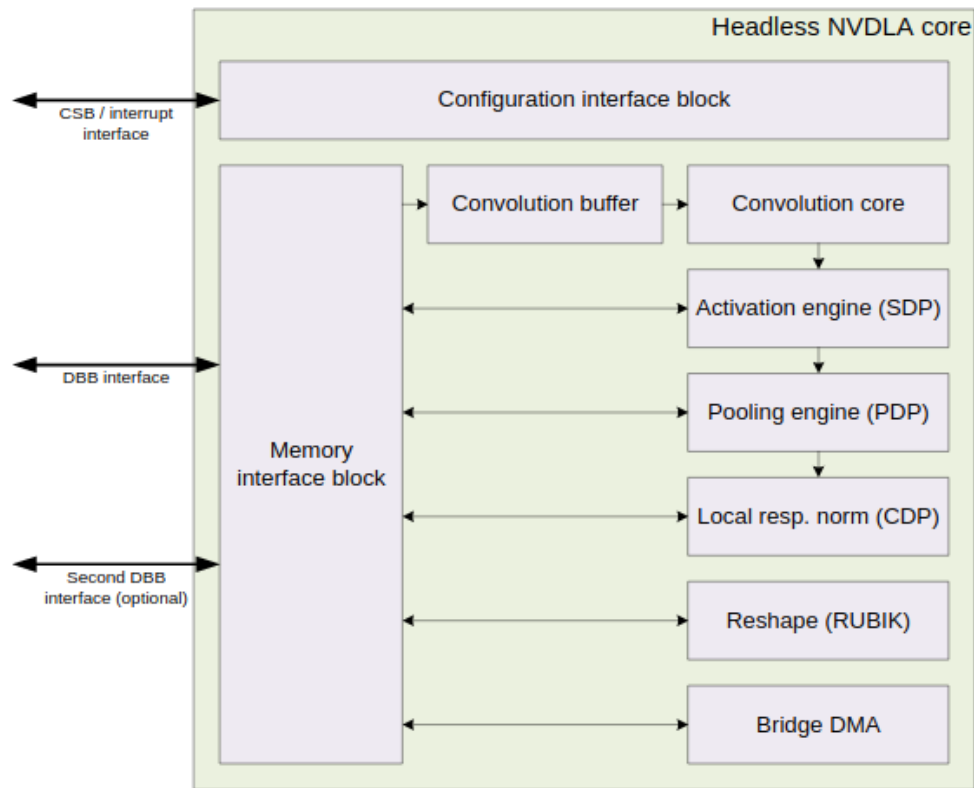 Headless NVDLA core
CSB / interrupt
interface
Configuration interface block
Convolution buffer
Convolution core
Activation engine (SDP)
DBB interface
Pooling engine (PDP)
Memory
interface block
Local resp. norm (CDP)
Second DBB
interface (optional)
Reshape (RUBIK)
Bridge DMA